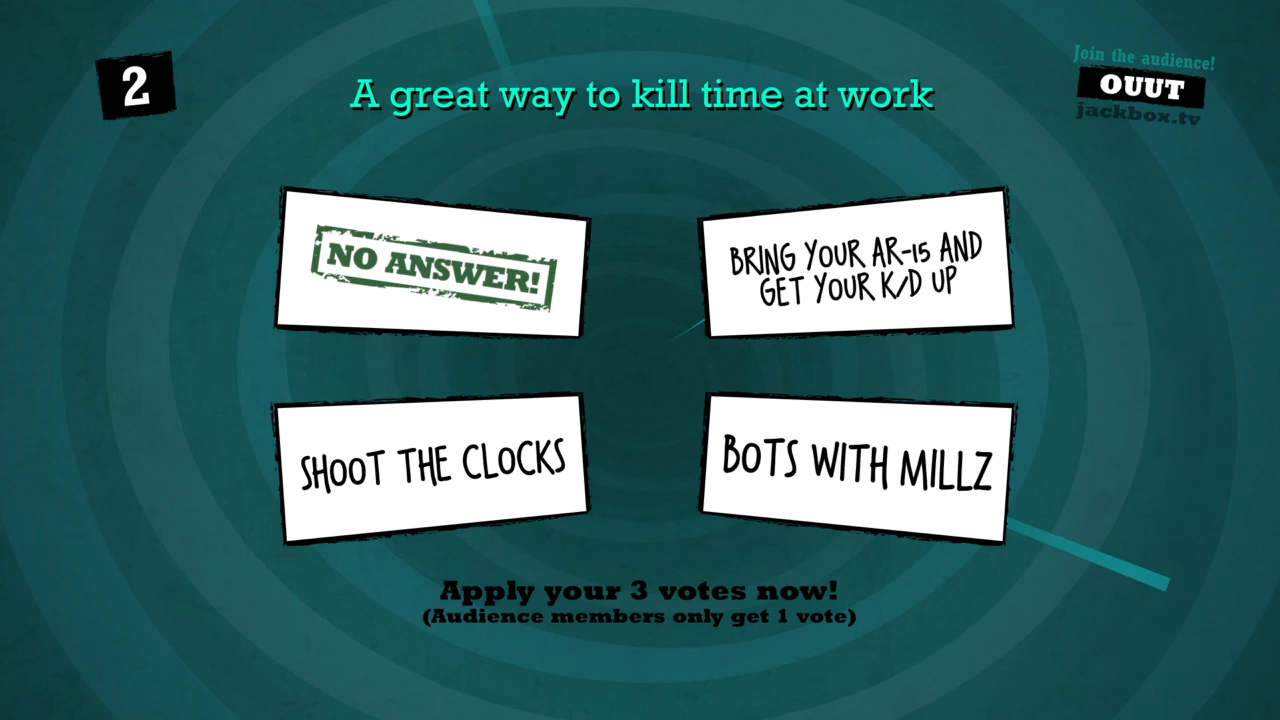 2
A great way to kill time at work
Join the audience!
OUUT
jackbox.tv
NO ANSWER!
BRING YOUR AR-15 AND
GET YOUR K/D UP
SHOOT THE CLOCKS
BOTS WITH MILLZ
Apply your 3 votes now!
(Audience members only get 1 vote)